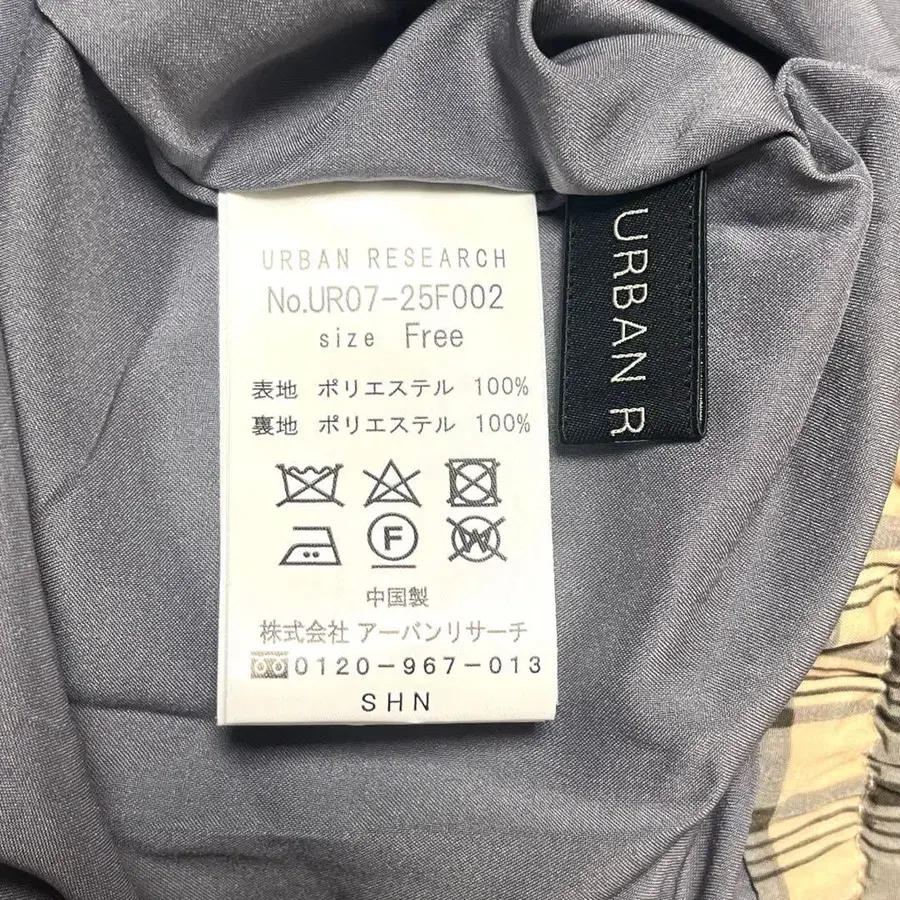 URBAN RESEARCH
No.UR07-25F002
size Free
表地 ポリエステル 100%
裏地 ポリエステル 100%
F
W
中国製
株式会社 アーバンリサーチ
0120-967-013
SHN
URBAN R